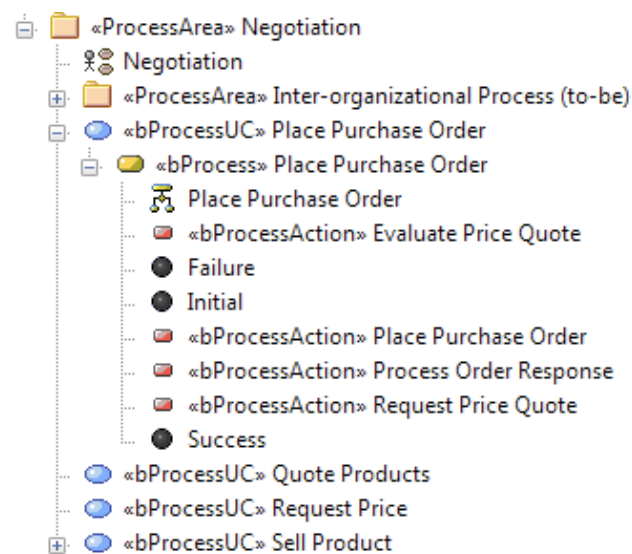 «ProcessArea» Negotiation
Negotiation
«ProcessArea» Inter-organizational Process (to-be)
«bProcessUC» Place Purchase Order
«bProcess» Place Purchase Order
Place Purchase Order
«bProcessAction» Evaluate Price Quote
Failure
Initial
«bProcessAction» Place Purchase Order
«bProcessAction» Process Order Response
«bProcessAction» Request Price Quote
Success
«bProcessUC» Quote Products
«bProcessUC» Request Price
«bProcessUC» Sell Product